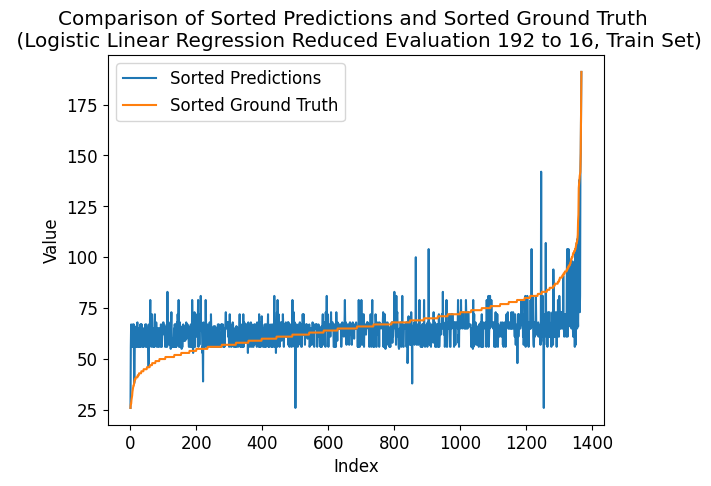 Comparison of Sorted Predictions and Sorted Ground Truth
(Logistic Linear Regression Reduced Evaluation 192 to 16, Train Set)
Sorted Predictions
Sorted Ground Truth
175
150
125
100
75
50
25
Value
0 200 400 600 800 1000 1200 1400
Index